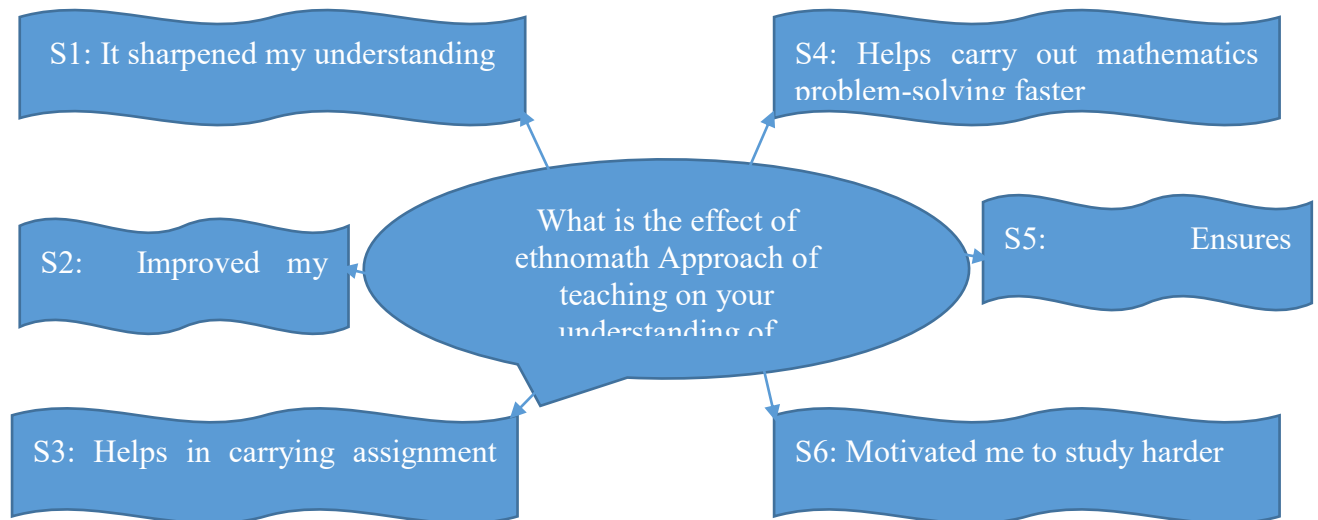 S1: It sharpened my understanding
S4: Helps carry out mathematics
problem-solving faster
What is the effect of
ethnomath Approach of
teaching on your
understanding of
S2: Improved my
S5: Ensures
S3: Helps in carrying assignment
S6: Motivated me to study harder